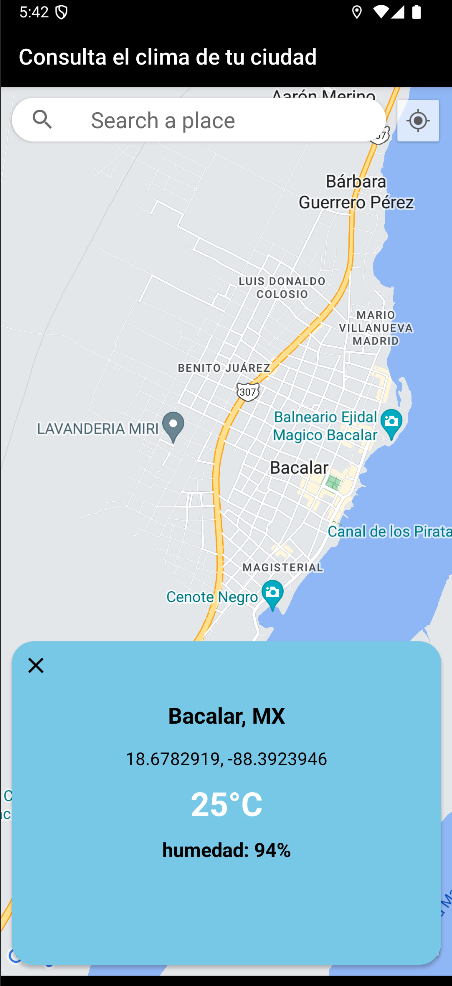 5:42
Consulta el clima de tu ciudad
Aarón Merino
Search a place
Bárbara
Guerrero Pérez
LUIS DONALDO
COLOSIO
MARIO
VILLANUEVA
MADRID
BENITO JUÁREZ
307
Balneario Ejidal
Magico Bacalar
LAVANDERIA MIRI
Bacalar
Canal de los Pirata
MAGISTERIAL
Cenote Negro
Bacalar, MX
18.6782919, -88.3923946
25°C
humedad: 94%